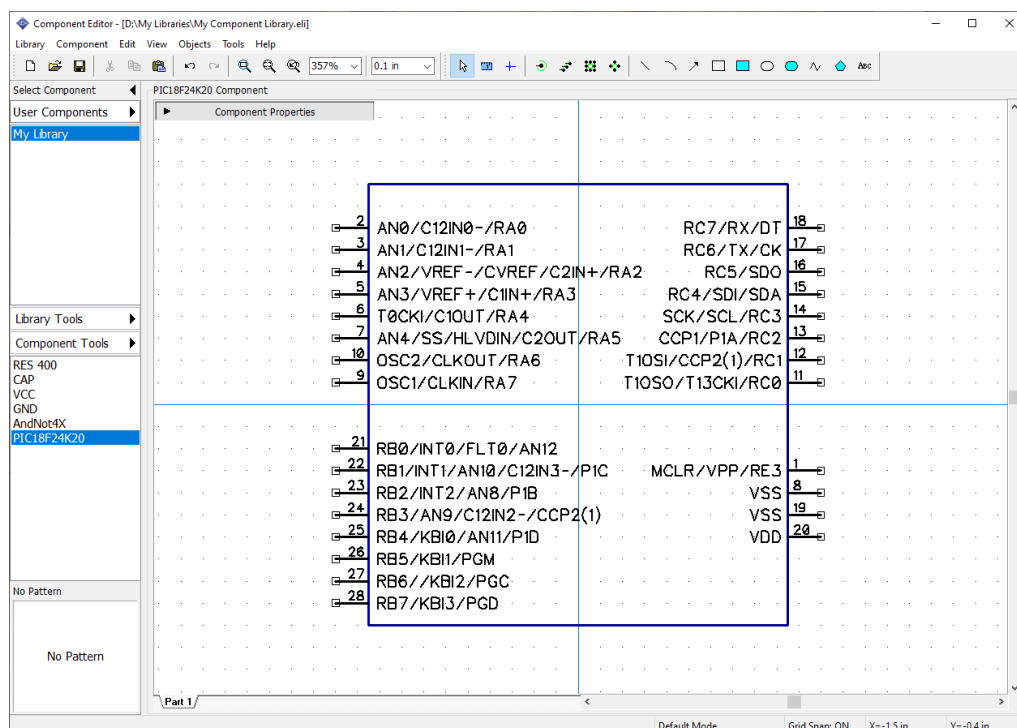 Component Editor - [D:\My Libraries\My Component Library.eli]
Library Component Edit View Objects Tools Help
357% 0.1 in Abc
Select Component
User Components
My Library
Library Tools
Component Tools
RES 400
CAP
VCC
GND
AndNot4X
PIC18F24K20
No Pattern
No Pattern
PIC18F24K20 Component
Component Properties
2 AN0/C12IN0-/RA0
3 AN1/C12IN1-/RA1
4 AN2/VREF-/CVREF/C2IN+/RA2
5 AN3/VREF+/C1IN+/RA3
6 T0CKI/C1OUT/RA4
7 AN4/SS/HLVDIN/C2OUT/RA5
10 OSC2/CLKOUT/RA6
9 OSC1/CLKIN/RA7
21 RB0/INT0/FLT0/AN12
22 RB1/INT1/AN10/C12IN3-/P1C
23 RB2/INT2/AN8/P1B
24 RB3/AN9/C12IN2-/CCP2(1)
25 RB4/KBI0/AN11/P1D
26 RB5/KBI1/PGM
27 RB6//KBI2/PGC
28 RB7/KBI3/PGD
RC7/RX/DT 18
RC6/TX/CK 17
RC5/SDO 16
RC4/SDI/SDA 15
SCK/SCL/RC3 14
CCP1/P1A/RC2 13
T1OSI/CCP2(1)/RC1 12
T1OSO/T13CKI/RC0 11
MCLR/VPP/RE3 1
VSS 8
VSS 19
VDD 20
Part 1
Default Mode Grid Snap: ON X=-1.5 in Y=-0.4 in